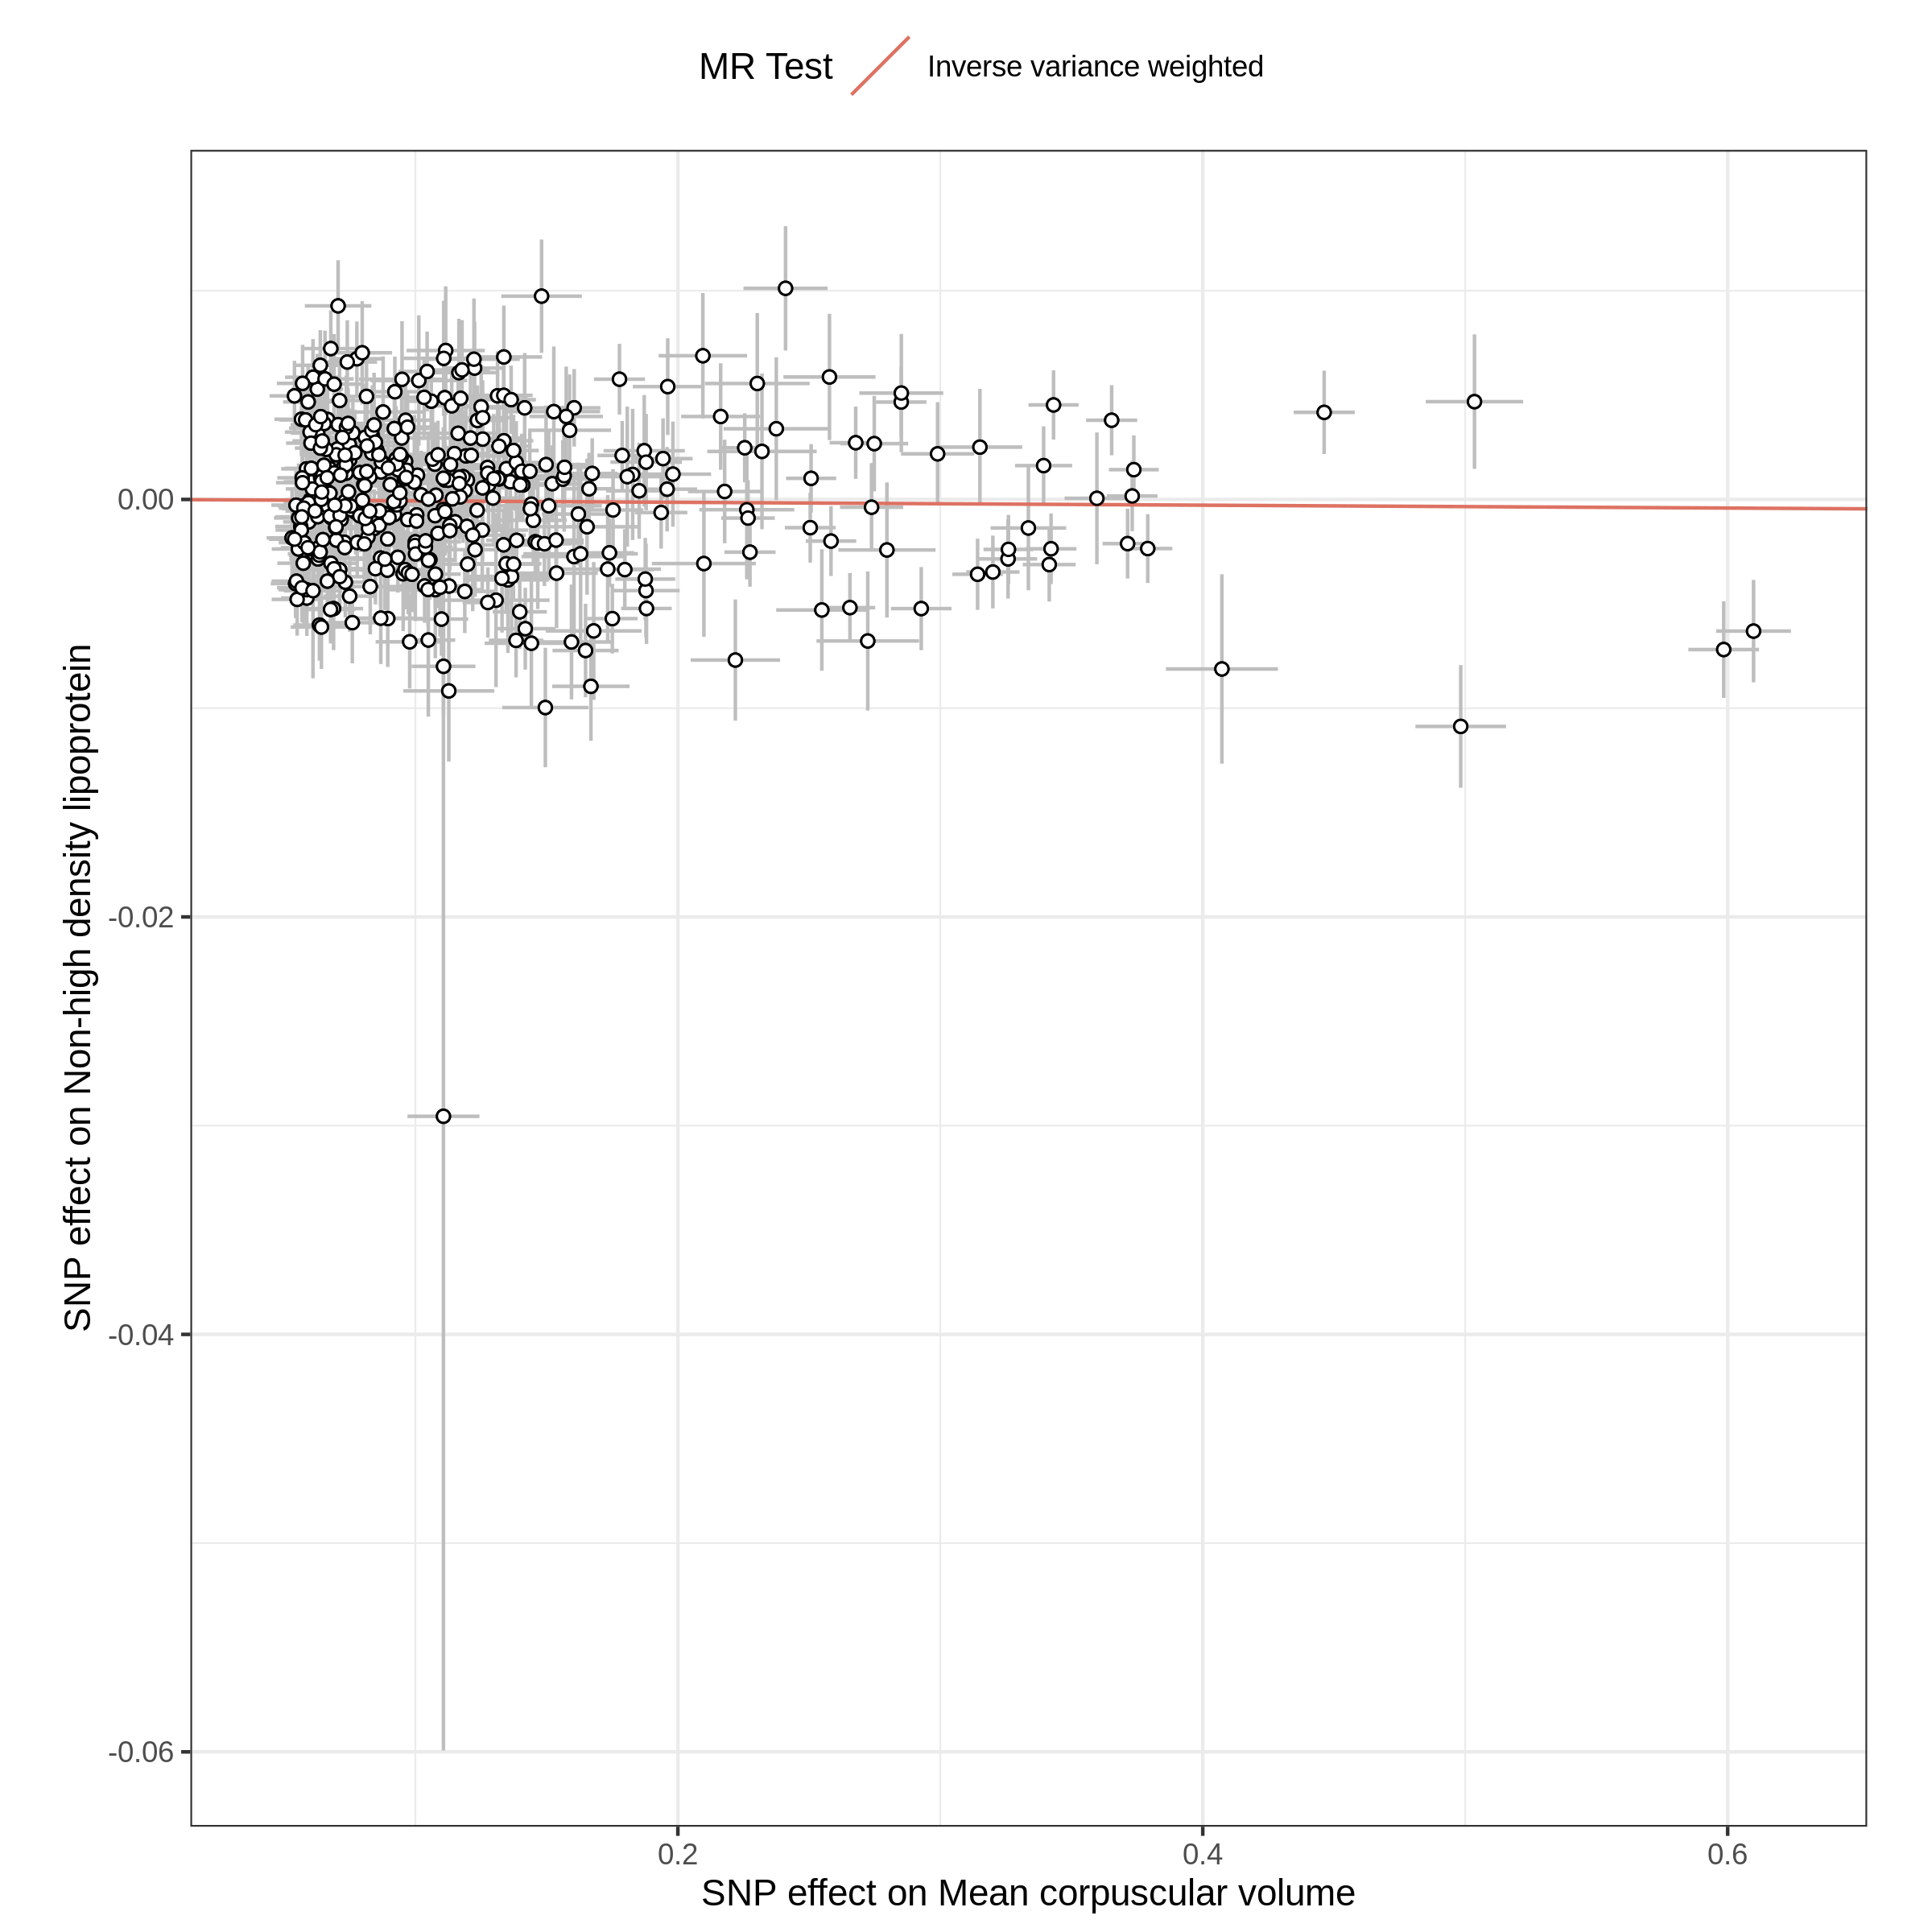 MR Test
Inverse variance weighted
SNP effect on Non-high density lipoprotein
0.00
-0.02
-0.04
-0.06
0.2
0.4
0.6
SNP effect on Mean corpuscular volume